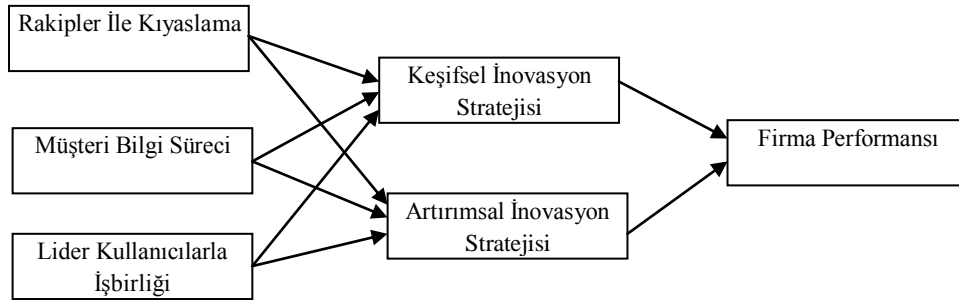 Rakipler İle Kıyaslama
Müşteri Bilgi Süreci
Lider Kullanıcılarla
İşbirliği
Keşifsel İnovasyon
Stratejisi
Artırımsal İnovasyon
Stratejisi
Firma Performansı